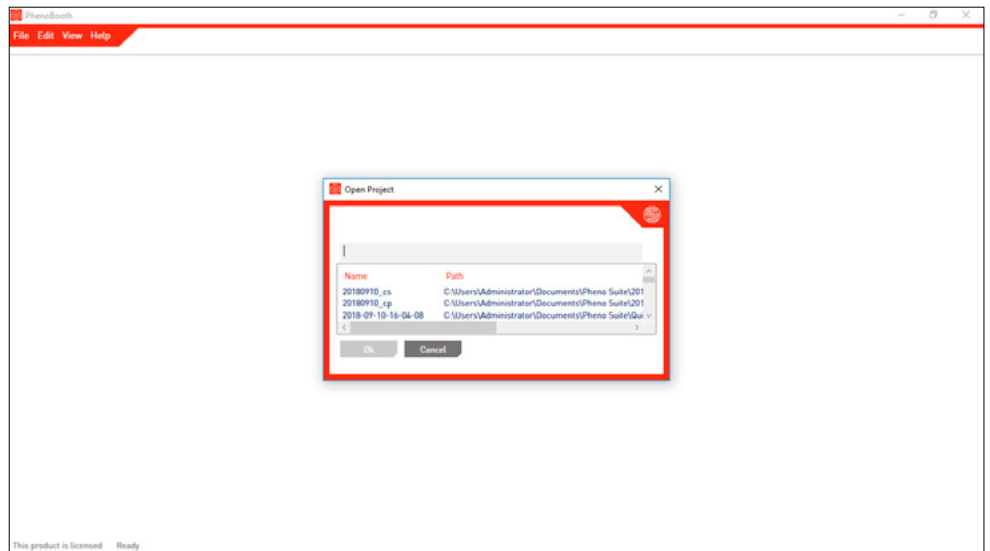 PhenoBooth
File Edit View Help
Open Project
Name Path
20180910_cs C:\Users\Administrator\Documents\Pheno Suite\201
20180910_cp C:\Users\Administrator\Documents\Pheno Suite\201
2018-09-10-16-04-08 C:\Users\Administrator\Documents\Pheno Suite\Qui
Ok Cancel
This product is licensed Ready